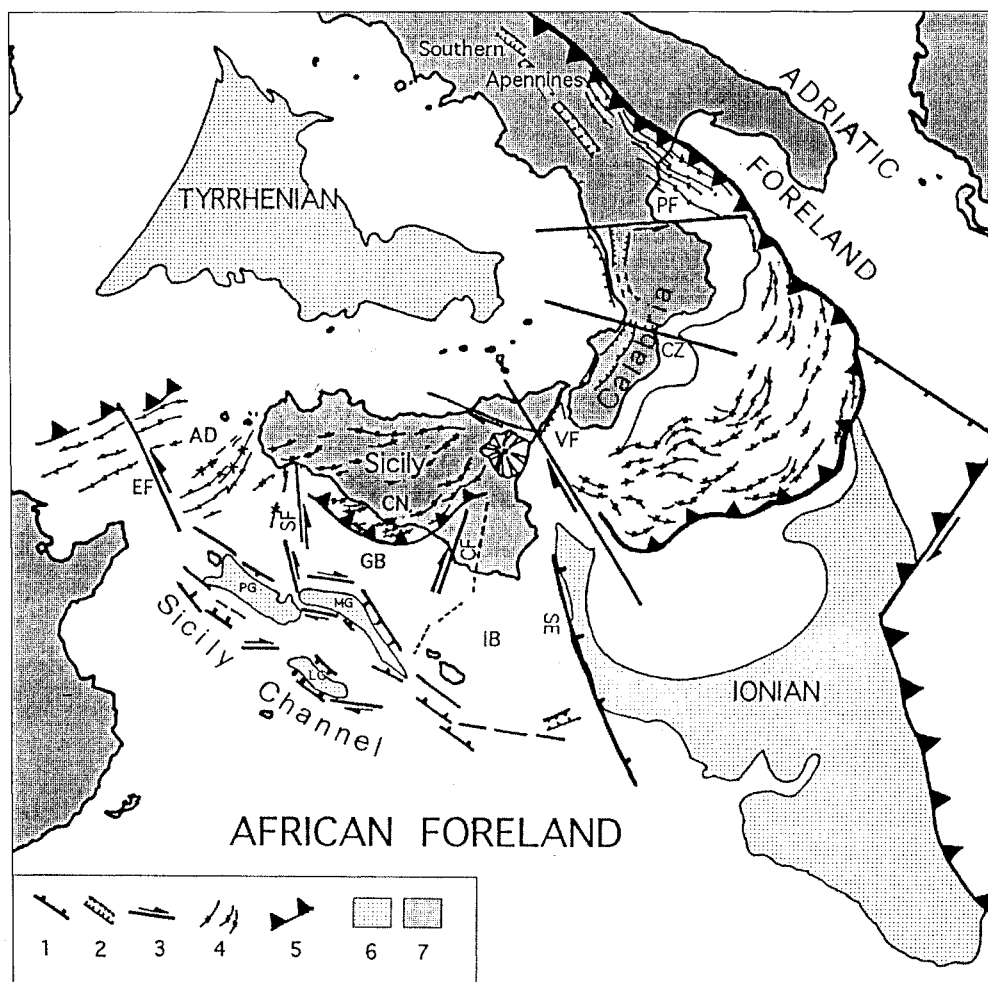 Southern
Apennines
ADRIATIC
FORELAND
TYRRHENIAN
PF
Calabria
CZ
AD
VF
Sicily
EF
CN
SF
GB
CF
PG
MG
IB
SE
LG
Sicily
Channel
IONIAN
AFRICAN FORELAND
1 2 3 4 5 6 7